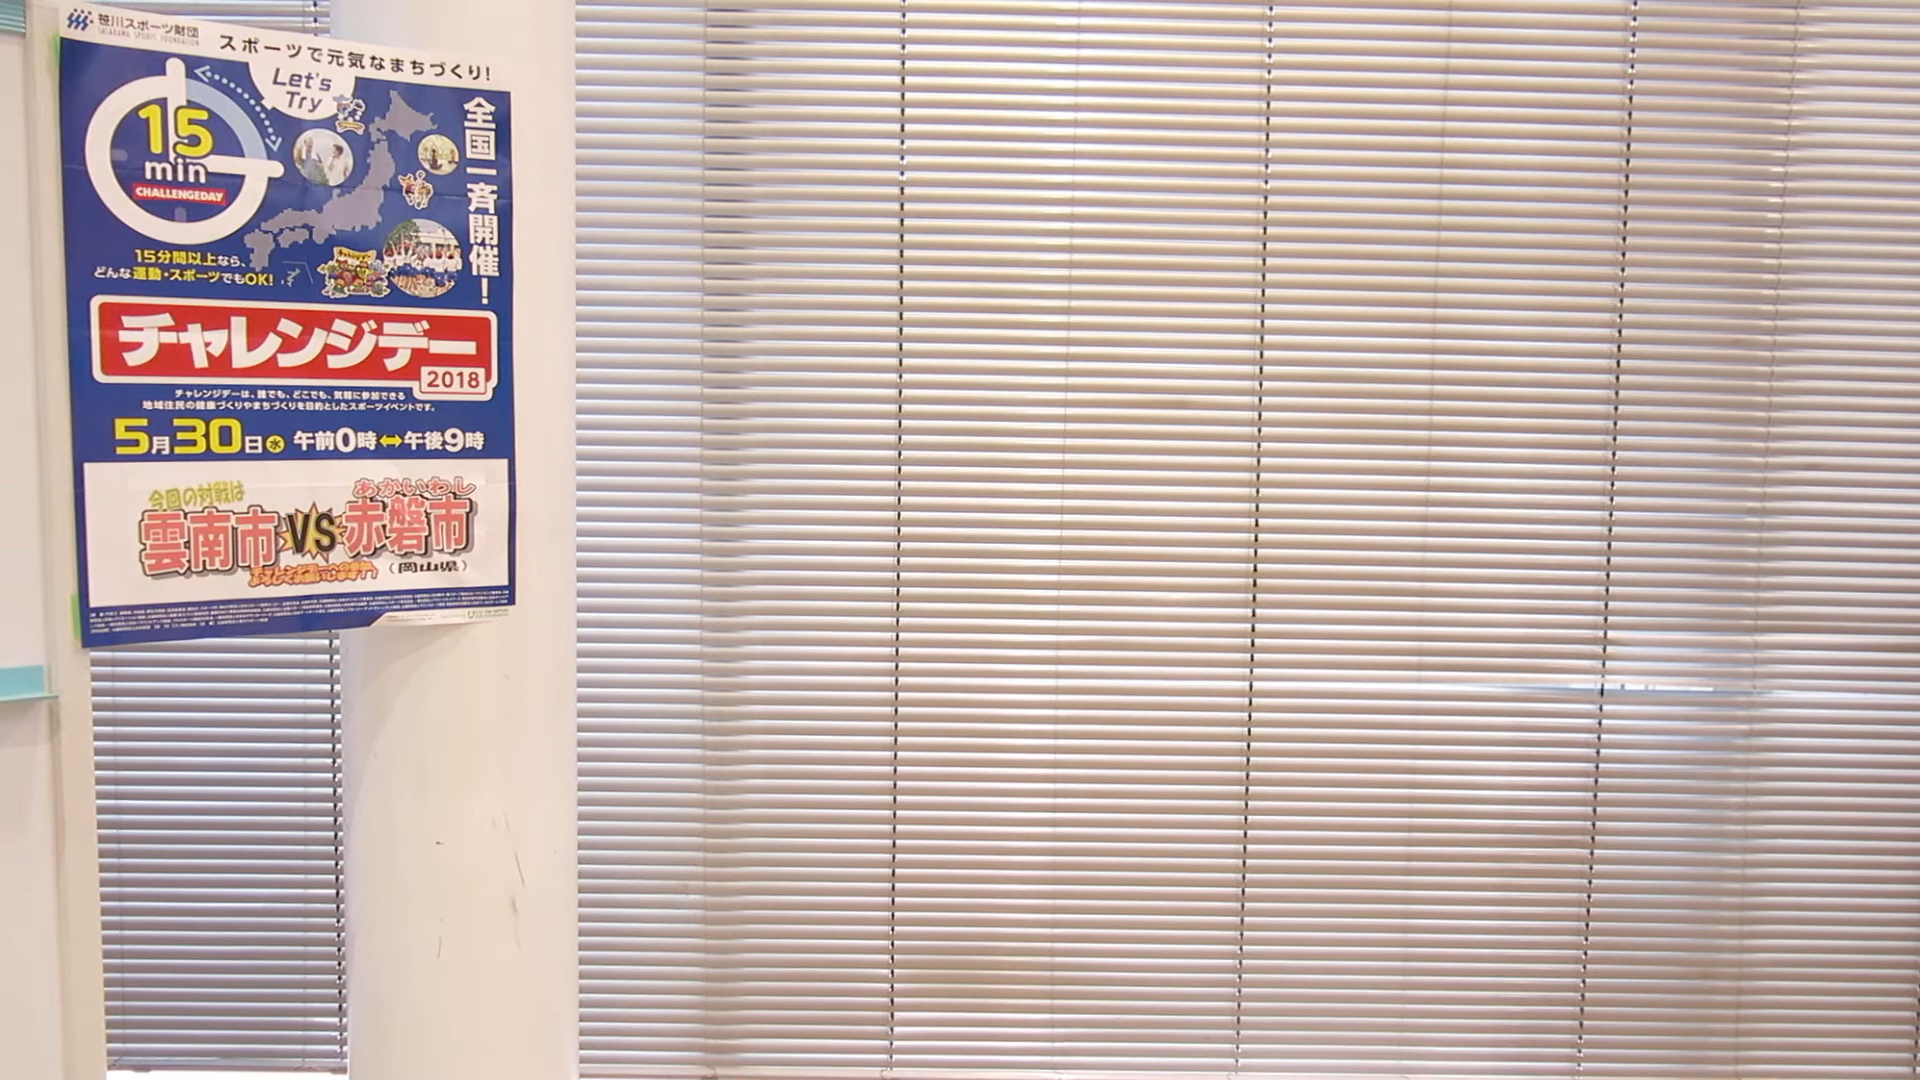 笹川スポーツ財団
SASAKAWA SPORTS FOUNDATION
スポーツで元気なまちづくり!
Let's
Try
全国一斉開催!
15
min
CHALLENGEDAY
15分間以上なら、
どんな運動・スポーツでもOK!
チャレンジデー
2018
チャレンジデーは、誰でも、どこでも、気軽に参加できる
地域住民の健康づくりやまちづくりを目的としたスポーツイベントです。
5月30日水 午前0時↔午後9時
今回の対戦は
あかいわし
雲南市VS赤磐市
(岡山県)